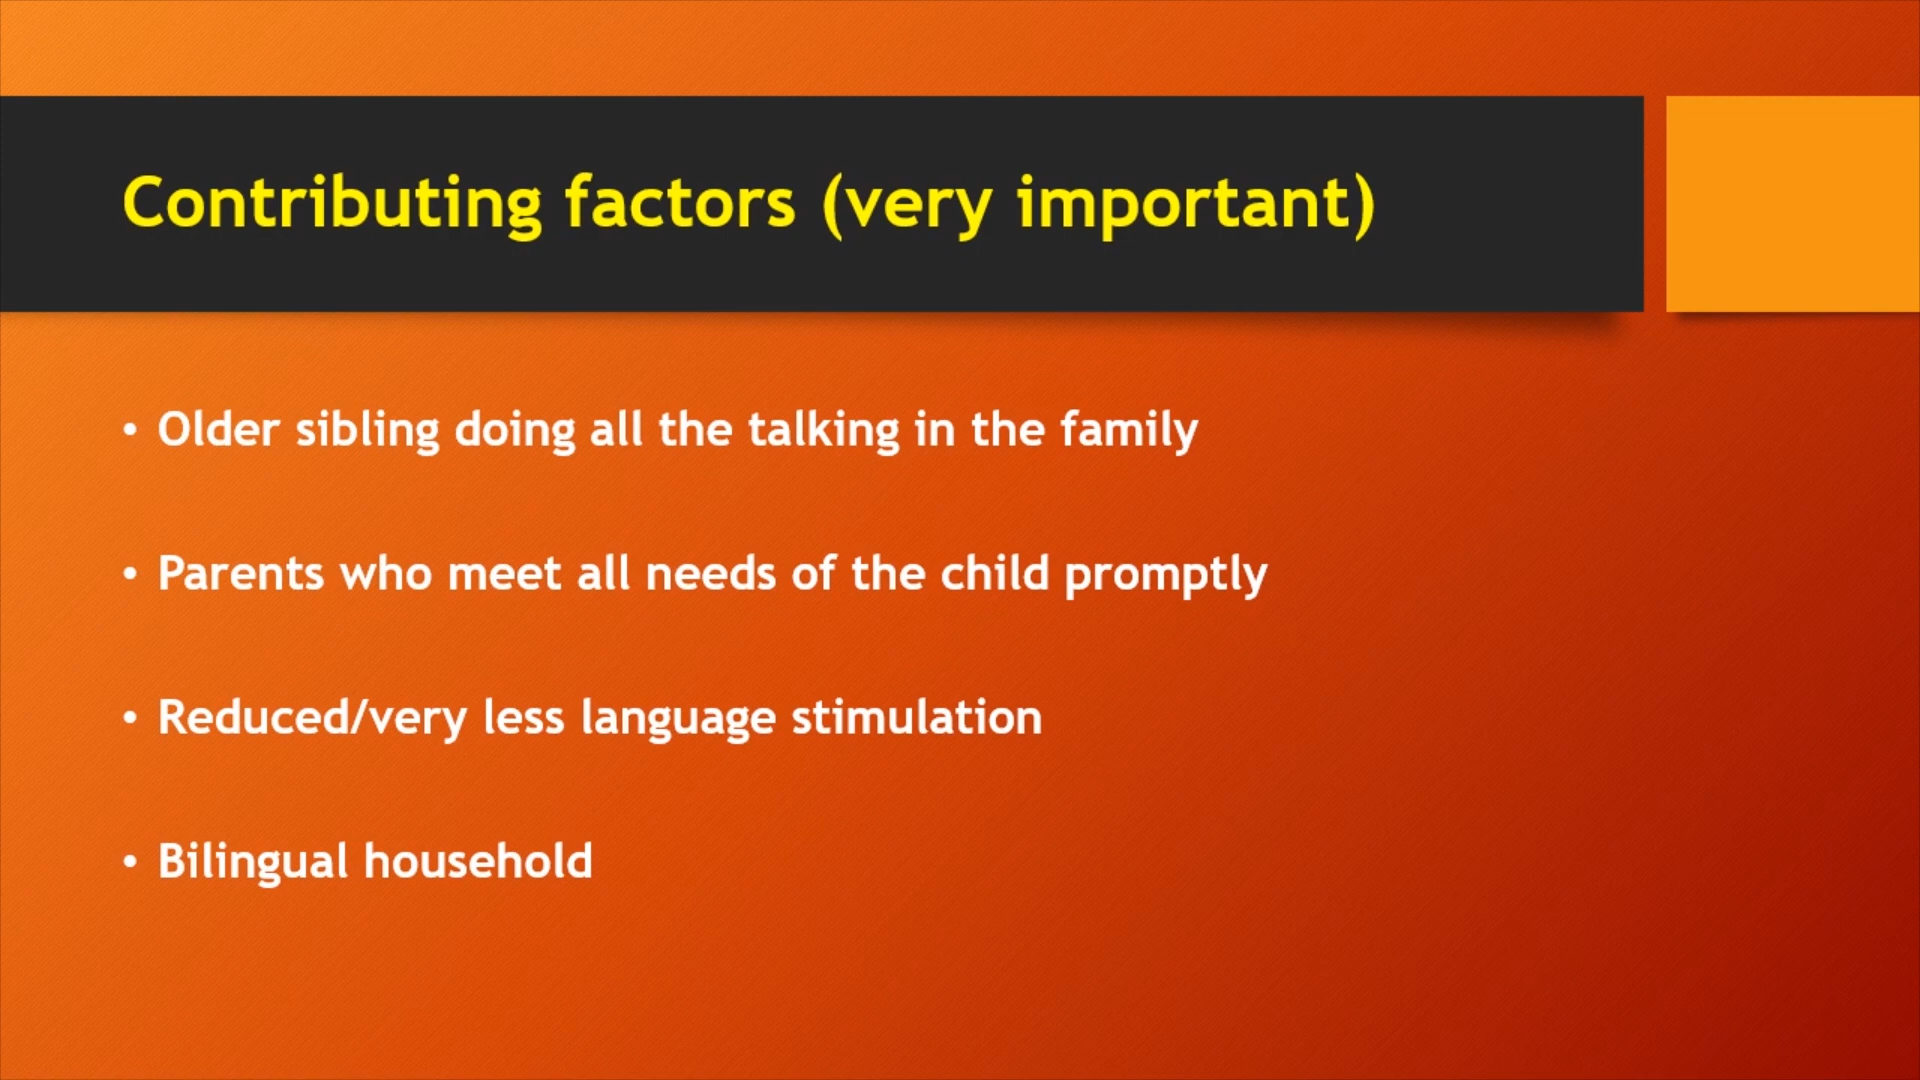 Contributing factors (very important)
• Older sibling doing all the talking in the family
• Parents who meet all needs of the child promptly
• Reduced/very less language stimulation
• Bilingual household